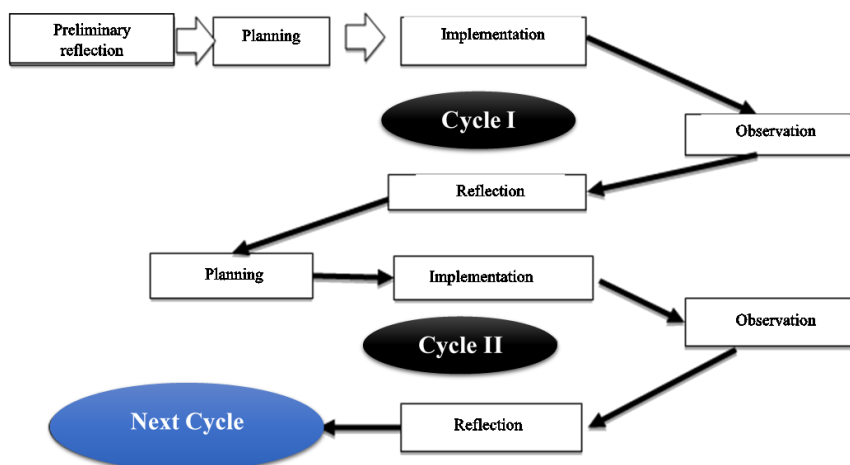 Preliminary
reflection
Planning
Implementation
Cycle I
Observation
Reflection
Planning
Implementation
Observation
Cycle II
Next Cycle
Reflection